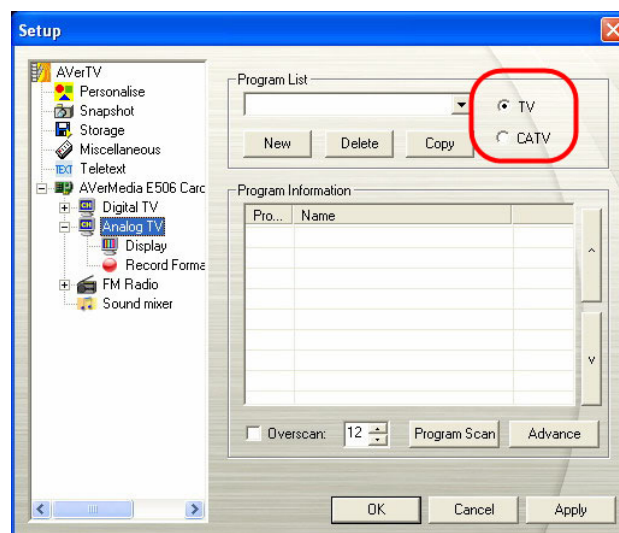 Setup
AVerTV
Personalise
Snapshot
Storage
Miscellaneous
TEXT Teletext
AVerMedia E506 Carc
Digital TV
Analog TV
Display
Record Forma
FM Radio
Sound mixer
Program List
TV
CATV
New Delete Copy
Program Information
Pro... Name
Overscan: 12 Program Scan Advance
OK Cancel Apply